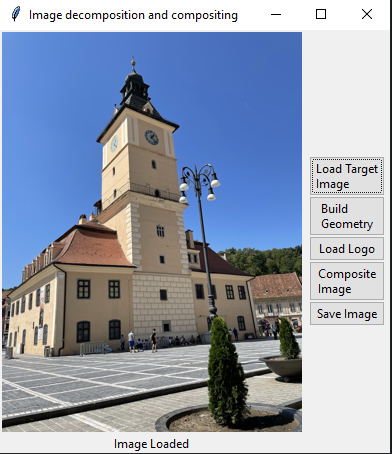 Image decomposition and compositing
Load Target
Image
Build
Geometry
Load Logo
Composite
Image
Save Image
Image Loaded